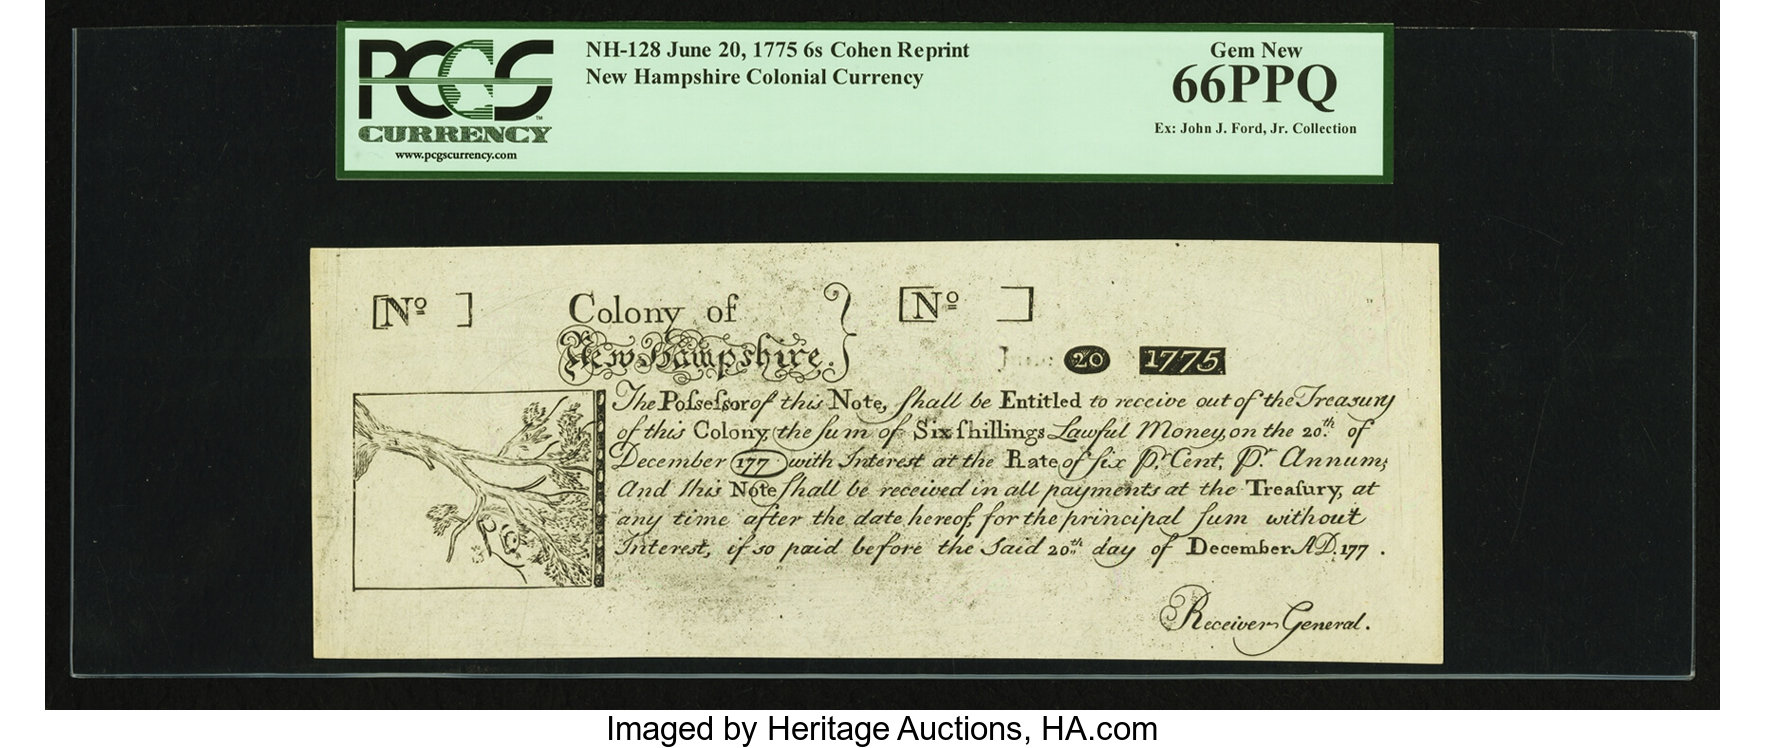 PCGS
CURRENCY
www.pcgscurrency.com
NH-128 June 20, 1775 6s Cohen Reprint
New Hampshire Colonial Currency
Gem New
66PPQ
Ex: John J. Ford, Jr. Collection
[Nº ] Colony of [Nº ]
New Hampshire.
June 20 1775.
The Poſseſsor of this Note, ſhall be Entitled to receive out of the Treasury
of this Colony, the ſum of Six ſhillings Lawful Money, on the 20.th of
December 177 with Interest at the Rate of ſix Pr. Cent, Pr. Annum;
And this Note ſhall be received in all payments at the Treaſury, at
any time after the date hereof, for the principal ſum without
Interest, if so paid before the Said 20.th day of December AD. 177 .
Receiver General.
Imaged by Heritage Auctions, HA.com